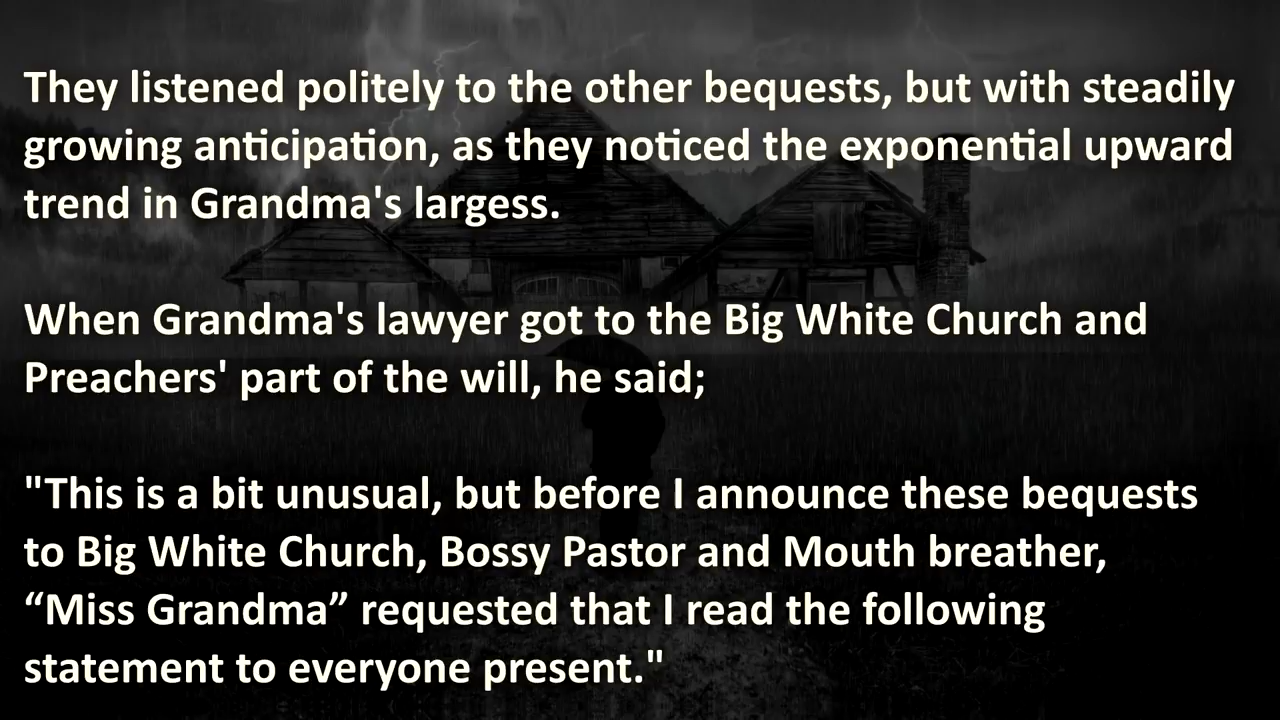 They listened politely to the other bequests, but with steadily
growing anticipation, as they noticed the exponential upward
trend in Grandma's largess.
When Grandma's lawyer got to the Big White Church and
Preachers' part of the will, he said;
"This is a bit unusual, but before I announce these bequests
to Big White Church, Bossy Pastor and Mouth breather,
“Miss Grandma” requested that I read the following
statement to everyone present."